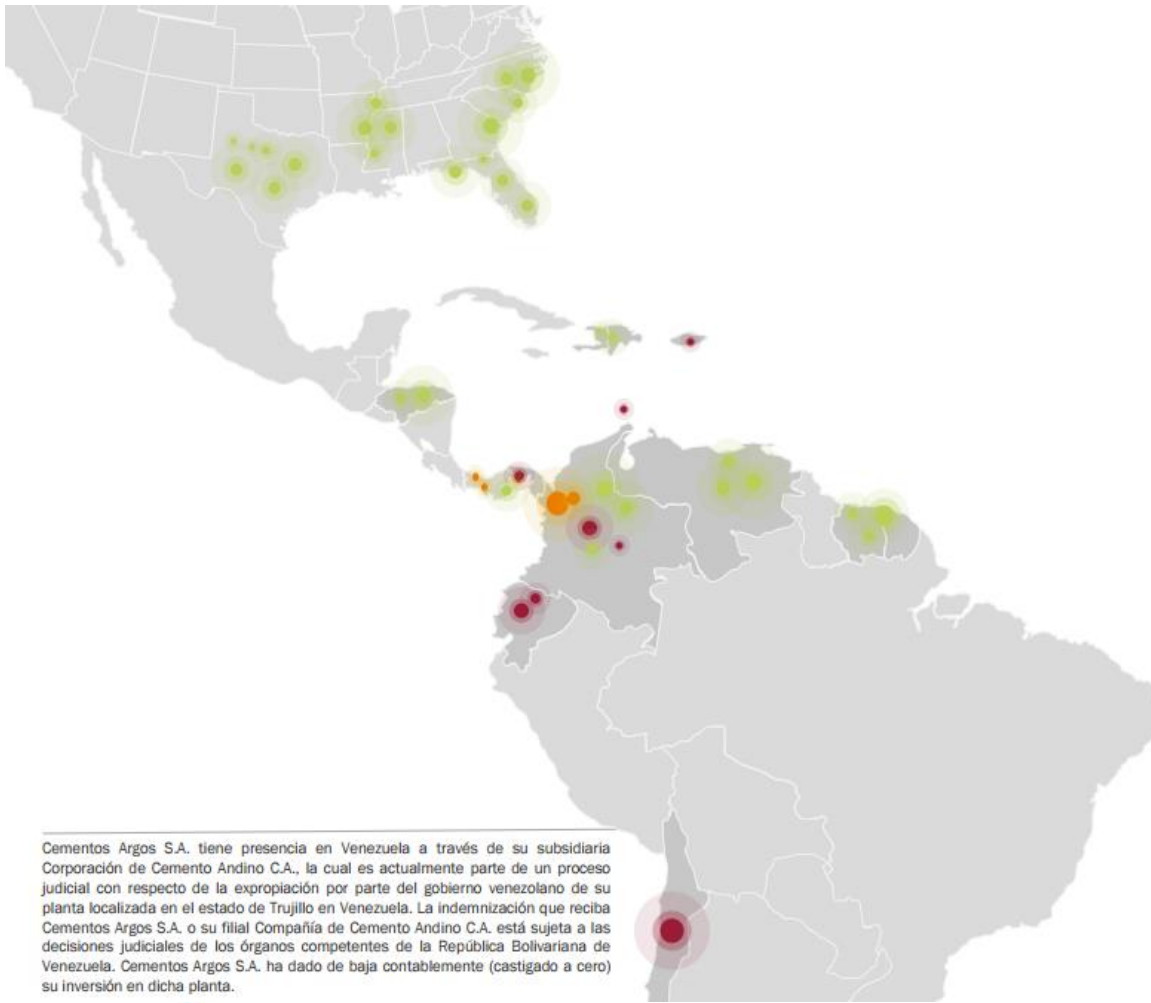 Cementos Argos S.A. tiene presencia en Venezuela a través de su subsidiaria
Corporación de Cemento Andino C.A., la cual es actualmente parte de un proceso
judicial con respecto de la expropiación por parte del gobierno venezolano de su
planta localizada en el estado de Trujillo en Venezuela. La indemnización que reciba
Cementos Argos S.A. o su filial Compañía de Cemento Andino C.A. está sujeta a las
decisiones judiciales de los órganos competentes de la República Bolivariana de
Venezuela. Cementos Argos S.A. ha dado de baja contablemente (castigado a cero)
su inversión en dicha planta.